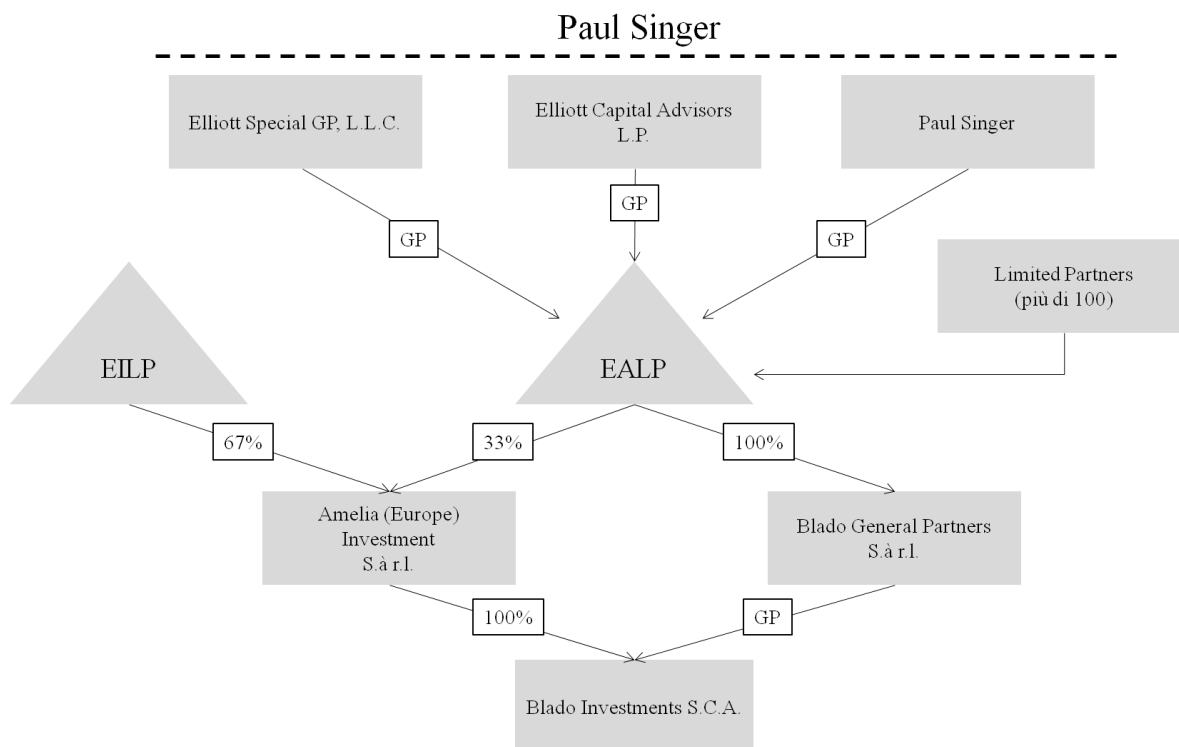 Paul Singer
Elliott Special GP, L.L.C.
Elliott Capital Advisors
L.P.
Paul Singer
GP
GP
GP
Limited Partners
(più di 100)
EILP
EALP
67%
33%
100%
Amelia (Europe)
Investment
S.à r.l.
Blado General Partners
S.à r.l.
100%
GP
Blado Investments S.C.A.